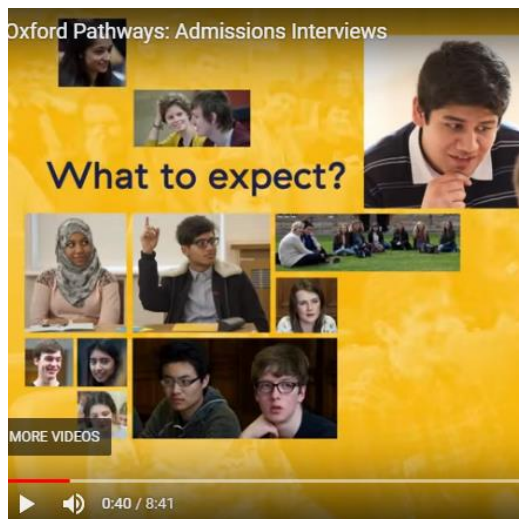 Oxford Pathways: Admissions Interviews
What to expect?
MORE VIDEOS
0:40 / 8:41